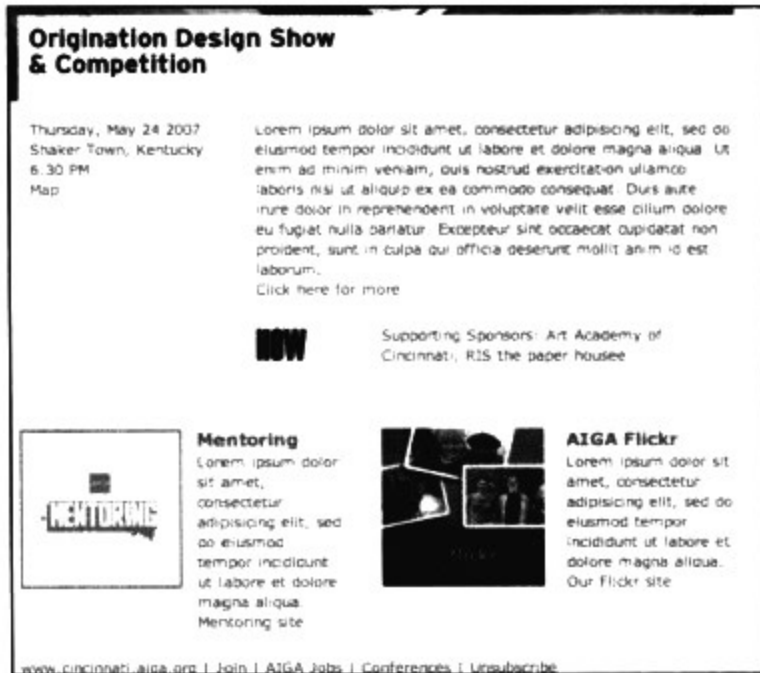 Origination Design Show
& Competition
Thursday, May 24 2007
Shaker Town, Kentucky
6:30 PM
Map
Lorem ipsum dolor sit amet, consectetur adipisicing elit, sed do
eiusmod tempor incididunt ut labore et dolore magna aliqua. Ut
enim ad minim veniam, quis nostrud exercitation ullamco
laboris nisi ut aliquip ex ea commodo consequat. Duis aute
irure dolor in reprehenderit in voluptate velit esse cillum dolore
eu fugiat nulla pariatur. Excepteur sint occaecat cupidatat non
proident, sunt in culpa qui officia deserunt mollit anim id est
laborum.
Click here for more
HOW
Supporting Sponsors: Art Academy of
Cincinnati, RIS the paper housee
MENTORING
Mentoring
Lorem ipsum dolor
sit amet,
consectetur
adipisicing elit, sed
do eiusmod
tempor incididunt
ut labore et dolore
magna aliqua.
Mentoring site
flickr
AIGA Flickr
Lorem ipsum dolor sit
amet, consectetur
adipisicing elit, sed do
eiusmod tempor
incididunt ut labore et
dolore magna aliqua.
Our Flickr site
www.cincinnati.aiga.org | Join | AIGA Jobs | Conferences | Unsubscribe